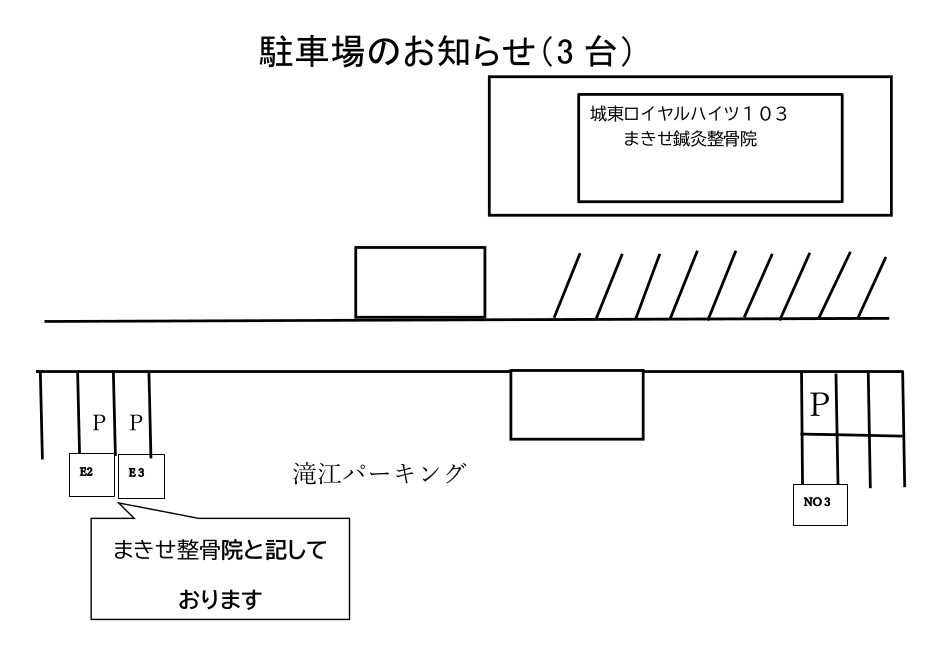 駐車場のお知らせ(3 台)
城東ロイヤルハイツ１０３
まきせ鍼灸整骨院
P
P
P
E2
E3
滝江パーキング
NO3
まきせ整骨院と記して
おります